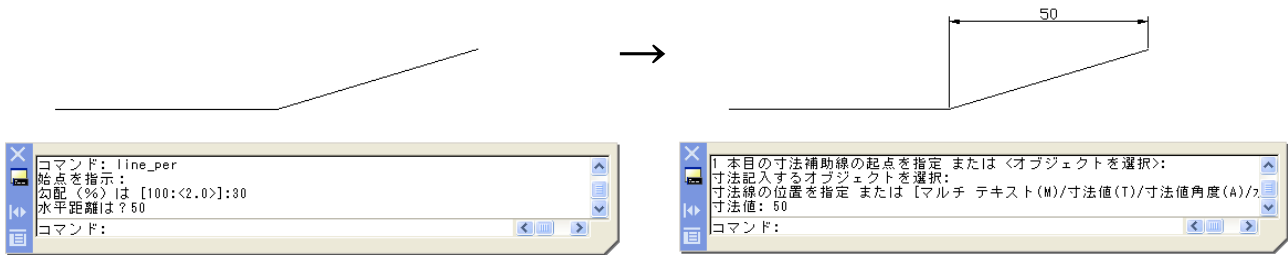 50
→
コマンド: line_per
始点を指示:
勾配 (%) は [100:<2.0>]:30
水平距離は?50
コマンド:
1 本目の寸法補助線の起点を指定 または <オブジェクトを選択>:
寸法記入するオブジェクトを選択:
寸法線の位置を指定 または [マルチ テキスト(M)/寸法値(T)/寸法値角度(A)/
寸法値: 50
コマンド: